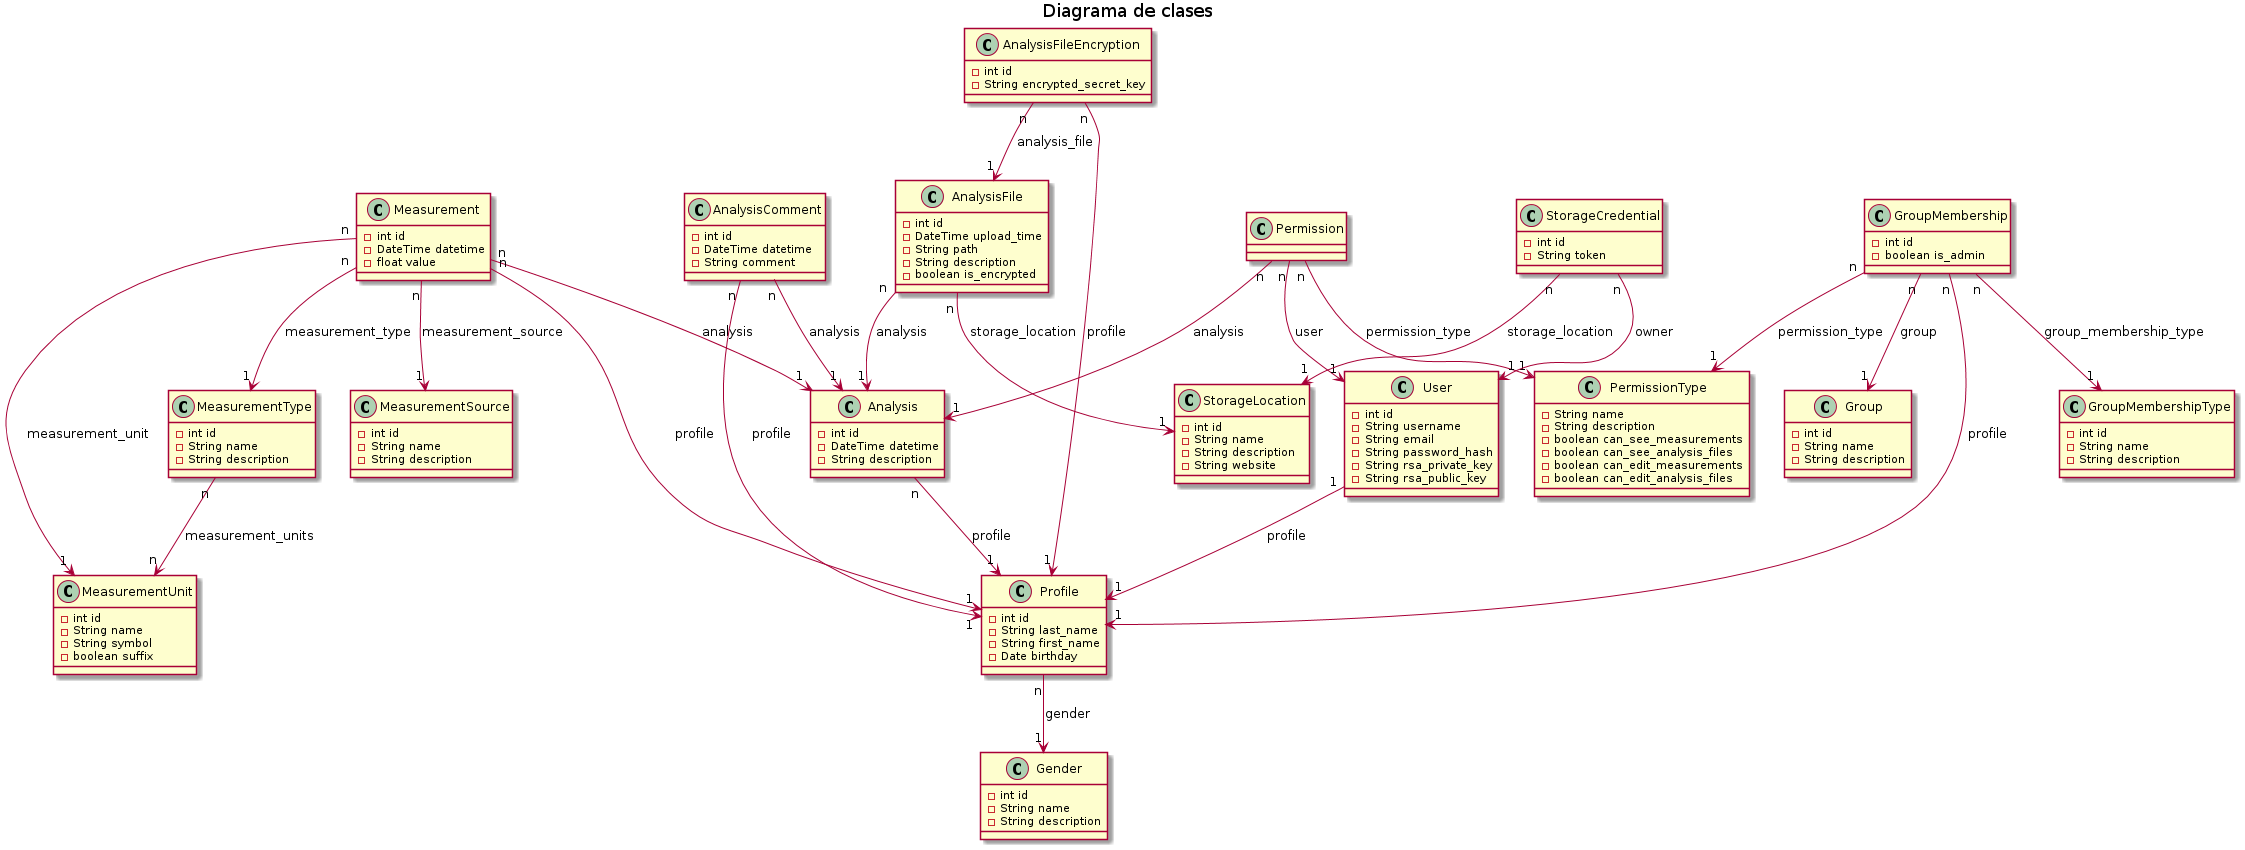 Diagrama de clases
C AnalysisFileEncryption
int id
String encrypted_secret_key
n
n
analysis_file
1
C Measurement
int id
DateTime datetime
float value
n
n
n
n
n
C AnalysisComment
int id
DateTime datetime
String comment
n
n
C AnalysisFile
int id
DateTime upload_time
String path
String description
boolean is_encrypted
n
n
C Permission
n
n
n
C StorageCredential
int id
String token
n
n
C GroupMembership
int id
boolean is_admin
n
n
n
n
measurement_type
measurement_source
analysis
analysis
analysis
storage_location
profile
analysis
user
permission_type
storage_location
owner
permission_type
group
group_membership_type
1
1
1
1
1
1
1
1
1
1
1
1
1
1
C MeasurementType
int id
String name
String description
n
C MeasurementSource
int id
String name
String description
C Analysis
int id
DateTime datetime
String description
n
C StorageLocation
int id
String name
String description
String website
C User
int id
String username
String email
String password_hash
String rsa_private_key
String rsa_public_key
1
C PermissionType
String name
String description
boolean can_see_measurements
boolean can_see_analysis_files
boolean can_edit_measurements
boolean can_edit_analysis_files
C Group
int id
String name
String description
C GroupMembershipType
int id
String name
String description
measurement_unit
profile
profile
profile
measurement_units
profile
profile
1
n
1
1
1
1
1
1
C MeasurementUnit
int id
String name
String symbol
boolean suffix
C Profile
int id
String last_name
String first_name
Date birthday
n
gender
1
C Gender
int id
String name
String description